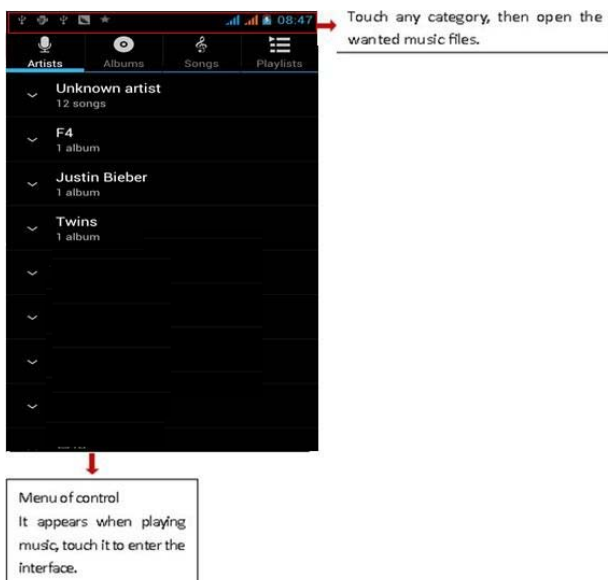 08:47
Touch any category, then open the
wanted music files.
Artists Albums Songs Playlists
Unknown artist
12 songs
F4
1 album
Justin Bieber
1 album
Twins
1 album
Menu of control
It appears when playing
music, touch it to enter the
interface.